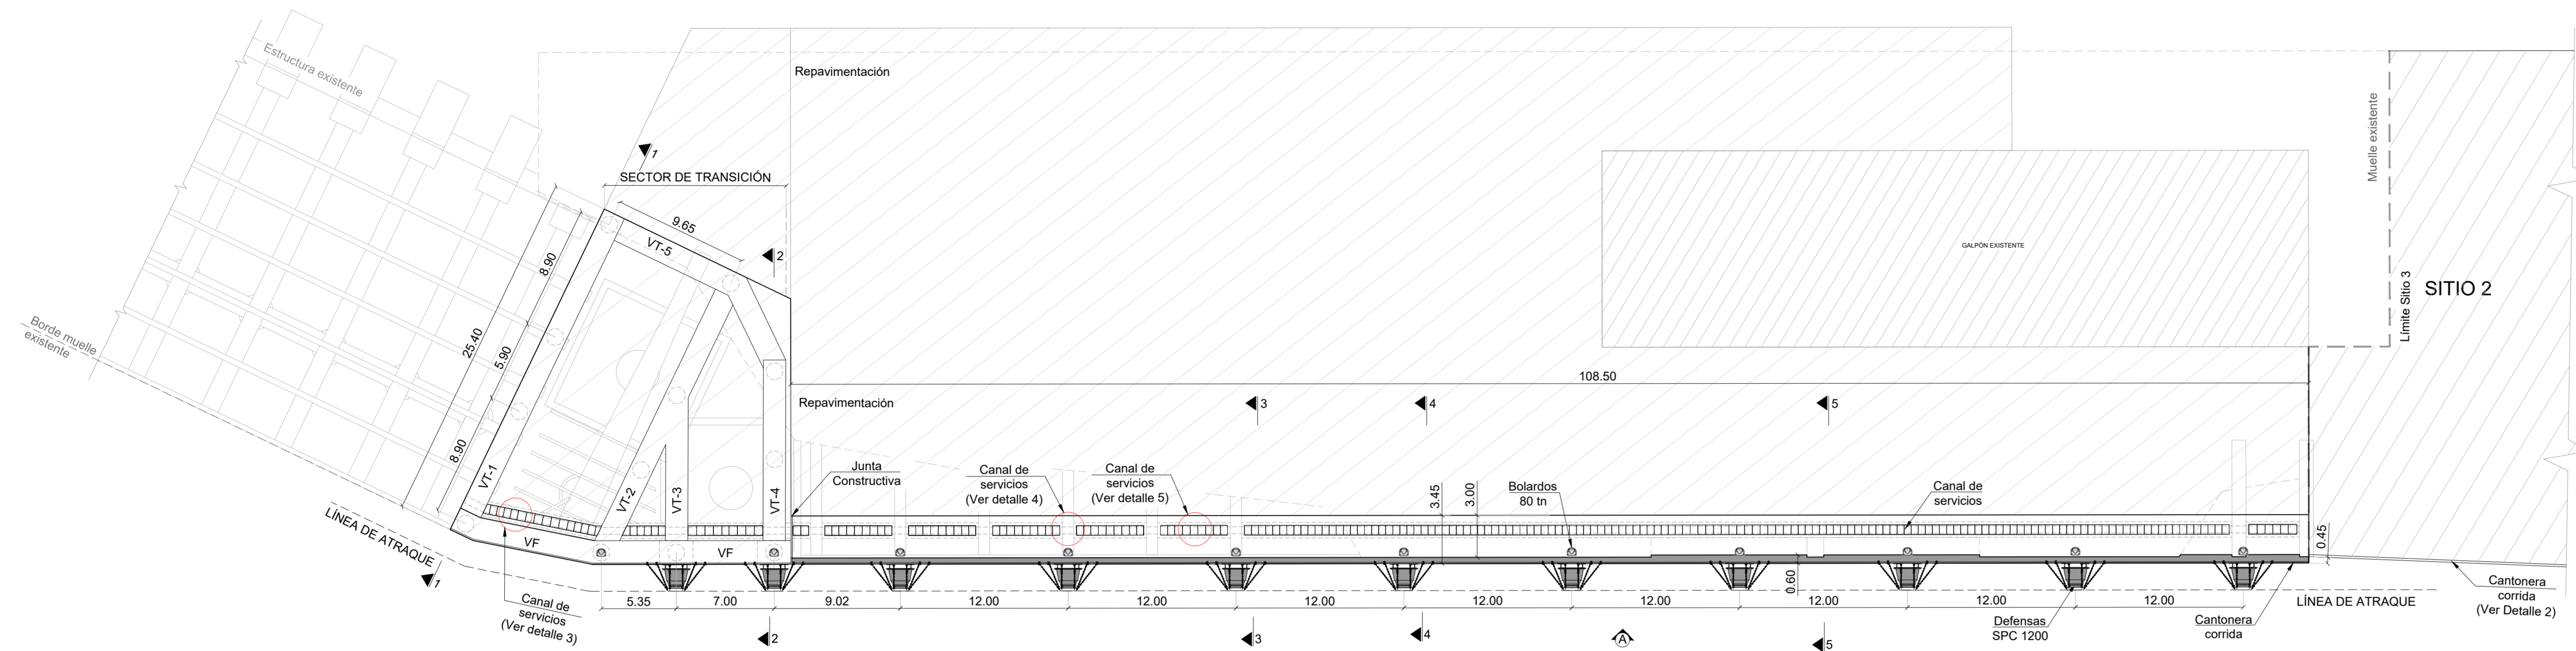 Estructura existente
Repavimentación
Muelle existente
1
SECTOR DE TRANSICIÓN
9.65
VT-5
2
8.90
GALPÓN EXISTENTE
Límite Sitio 3
SITIO 2
Borde muelle
existente
25.40
5.90
108.50
Repavimentación
3
4
5
8.90
VT-1
VT-2
VT-3
VT-4
Junta
Constructiva
Canal de
servicios
(Ver detalle 4)
Canal de
servicios
(Ver detalle 5)
Bolardos
80 tn
3.45
3.00
Canal de
servicios
0.45
LÍNEA DE ATRAQUE
VF
VF
1
0.60
Cantonera
corrida
(Ver Detalle 2)
Canal de
servicios
(Ver detalle 3)
5.35
7.00
9.02
12.00
12.00
12.00
12.00
12.00
12.00
12.00
12.00
LÍNEA DE ATRAQUE
Defensas
SPC 1200
Cantonera
corrida
2
3
4
A
5